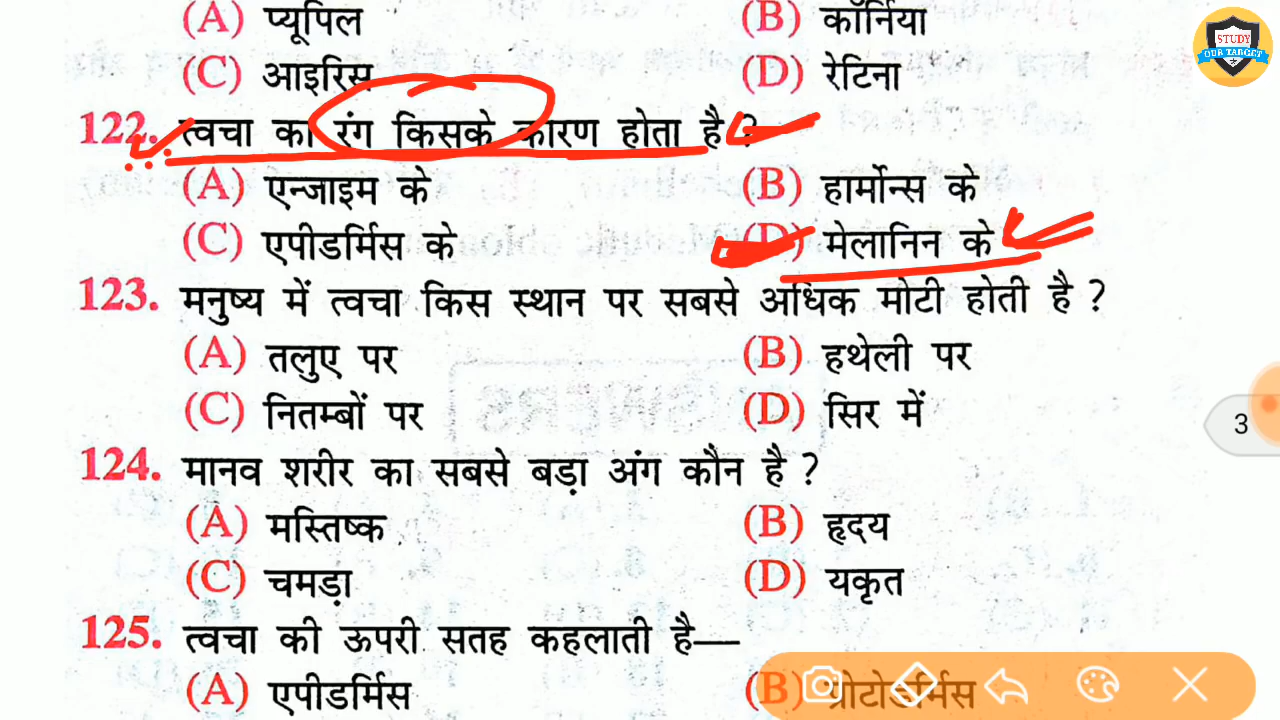 (A) प्यूपिल (B) कॉर्निया
(C) आइरिस (D) रेटिना
122. त्वचा का रंग किसके कारण होता है ?
(A) एन्जाइम के (B) हार्मोन्स के
(C) एपीडर्मिस के (D) मेलानिन के
123. मनुष्य में त्वचा किस स्थान पर सबसे अधिक मोटी होती है ?
(A) तलुए पर (B) हथेली पर
(C) नितम्बों पर (D) सिर में
124. मानव शरीर का सबसे बड़ा अंग कौन है ?
(A) मस्तिष्क (B) हृदय
(C) चमड़ा (D) यकृत
125. त्वचा की ऊपरी सतह कहलाती है—
(A) एपीडर्मिस (B) प्रोटोडर्मिस
STUDY
OUR TARGET
3